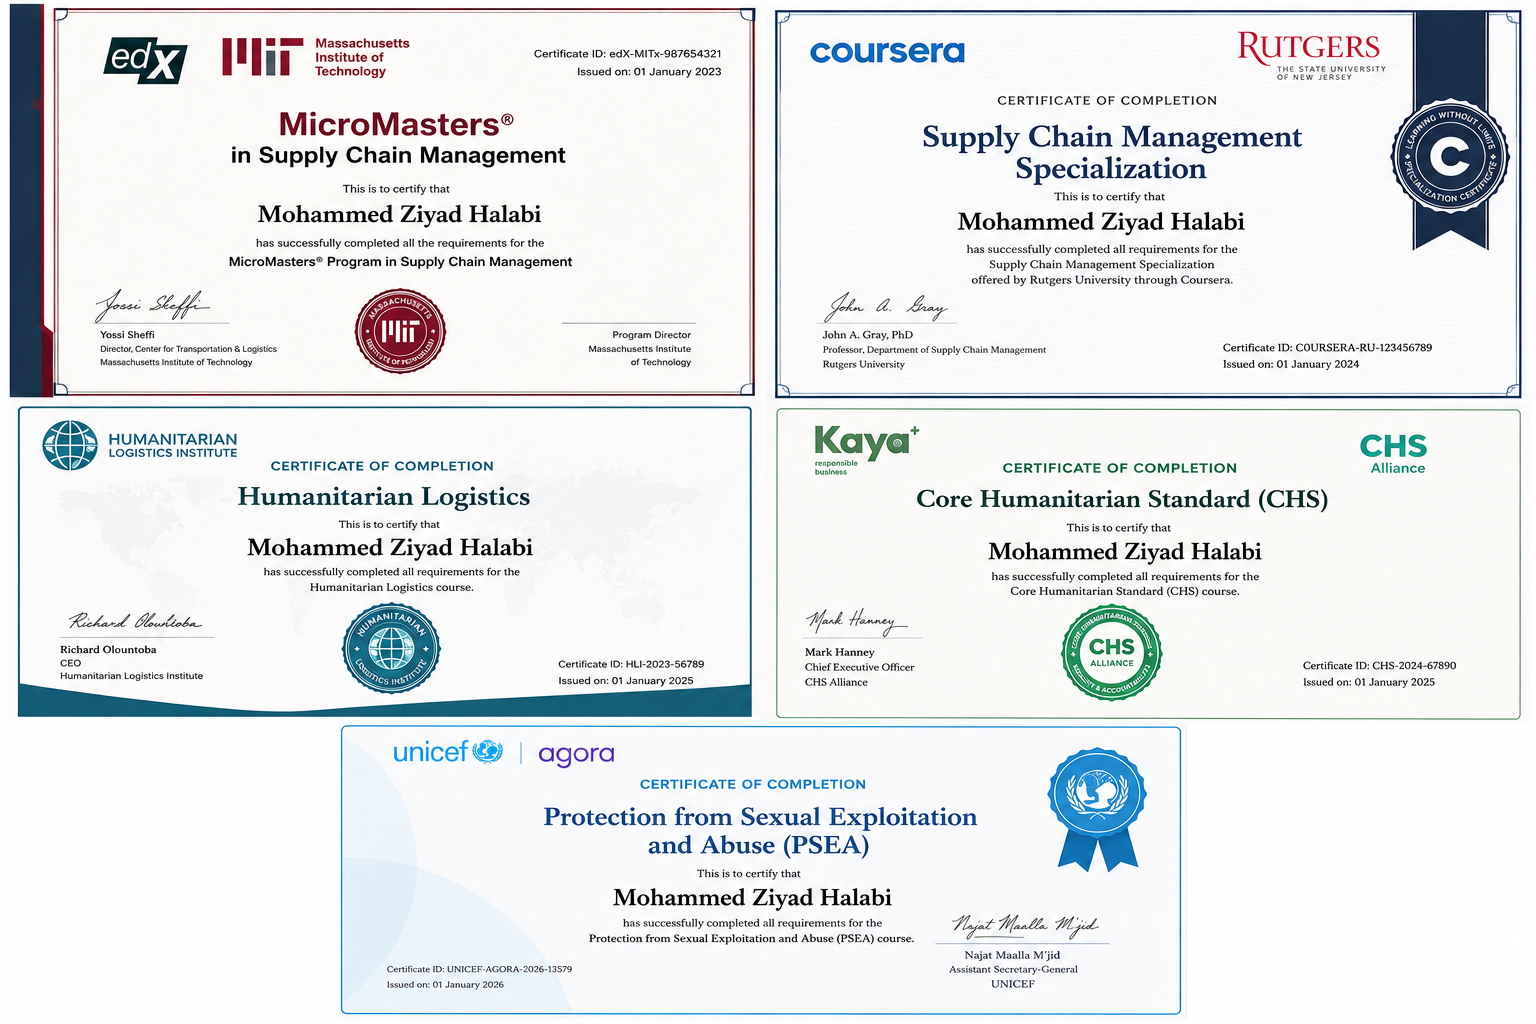 edX
MIT Massachusetts
Institute of
Technology
Certificate ID: edX-MITx-987654321
Issued on: 01 January 2023
MicroMasters®
in Supply Chain Management
This is to certify that
Mohammed Ziyad Halabi
has successfully completed all the requirements for the
MicroMasters® Program in Supply Chain Management
Yossi Sheffi
Yossi Sheffi
Director, Center for Transportation & Logistics
Massachusetts Institute of Technology
MASSACHUSETTS
MIT
Program Director
Massachusetts Institute
of Technology
coursera
RUTGERS
THE STATE UNIVERSITY
OF NEW JERSEY
CERTIFICATE OF COMPLETION
Supply Chain Management
Specialization
This is to certify that
Mohammed Ziyad Halabi
has successfully completed all requirements for the
Supply Chain Management Specialization
offered by Rutgers University through Coursera.
LEARNING WITHOUT LIMITS
C
SPECIALIZATION CERTIFICATE
John A. Gray
John A. Gray, PhD
Professor, Department of Supply Chain Management
Rutgers University
Certificate ID: C0URSERA-RU-123456789
Issued on: 01 January 2024
HUMANITARIAN
LOGISTICS INSTITUTE
CERTIFICATE OF COMPLETION
Humanitarian Logistics
This is to certify that
Mohammed Ziyad Halabi
has successfully completed all requirements for the
Humanitarian Logistics course.
Richard Olountoba
Richard Olountoba
CEO
Humanitarian Logistics Institute
HUMANITARIAN
LOGISTICS INSTITUTE
Certificate ID: HLI-2023-56789
Issued on: 01 January 2025
Kaya+
responsible
business
CHS
Alliance
CERTIFICATE OF COMPLETION
Core Humanitarian Standard (CHS)
This is to certify that
Mohammed Ziyad Halabi
has successfully completed all requirements for the
Core Humanitarian Standard (CHS) course.
Mark Hanney
Mark Hanney
Chief Executive Officer
CHS Alliance
CHS
ALLIANCE
& ACCOUNTABILITY
Certificate ID: CHS-2024-67890
Issued on: 01 January 2025
unicef | agora
CERTIFICATE OF COMPLETION
Protection from Sexual Exploitation
and Abuse (PSEA)
This is to certify that
Mohammed Ziyad Halabi
has successfully completed all requirements for the
Protection from Sexual Exploitation and Abuse (PSEA) course.
Certificate ID: UNICEF-AGORA-2026-13579
Issued on: 01 January 2026
Najat Maalla M'jid
Najat Maalla M'jid
Assistant Secretary-General
UNICEF